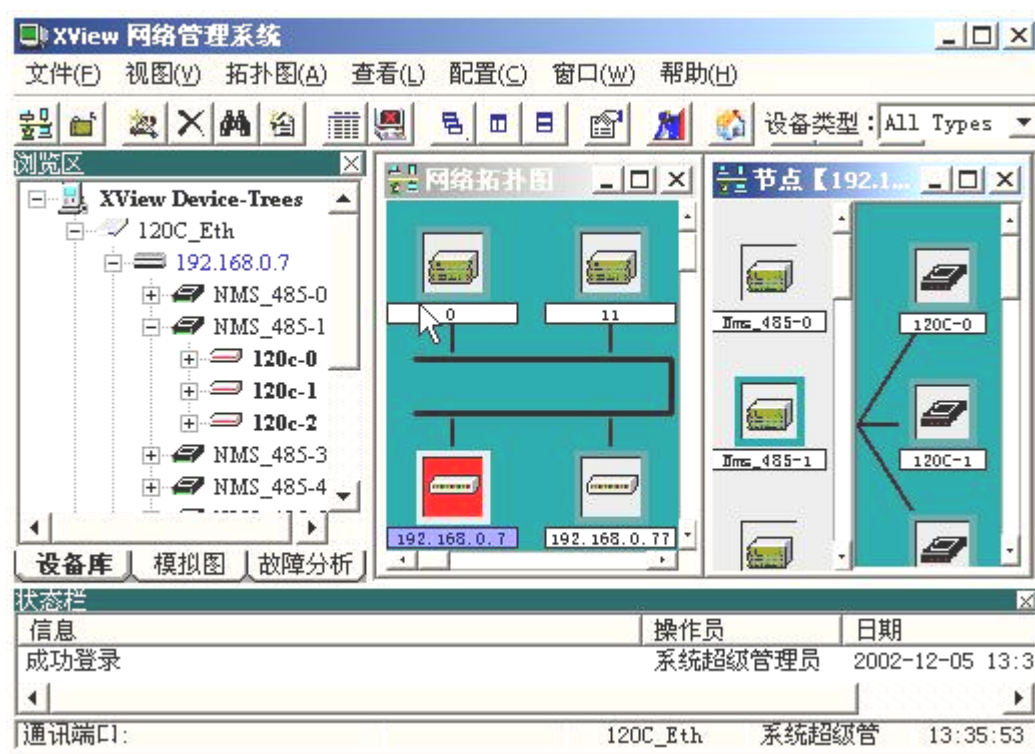 XView 网络管理系统
文件(F) 视图(V) 拓扑图(A) 查看(L) 配置(C) 窗口(W) 帮助(H)
设备类型: All Types
浏览区
XView Device-Trees
120C_Eth
192.168.0.7
NMS_485-0
NMS_485-1
120c-0
120c-1
120c-2
NMS_485-3
NMS_485-4
设备库 模拟图 故障分析
网络拓扑图
0
11
192.168.0.7
192.168.0.77
节点【192.1...
Nms_485-0
120C-0
Nms_485-1
120C-1
状态栏
信息 操作员 日期
成功登录 系统超级管理员 2002-12-05 13:3
通讯端口: 120C_Eth 系统超级管 13:35:53